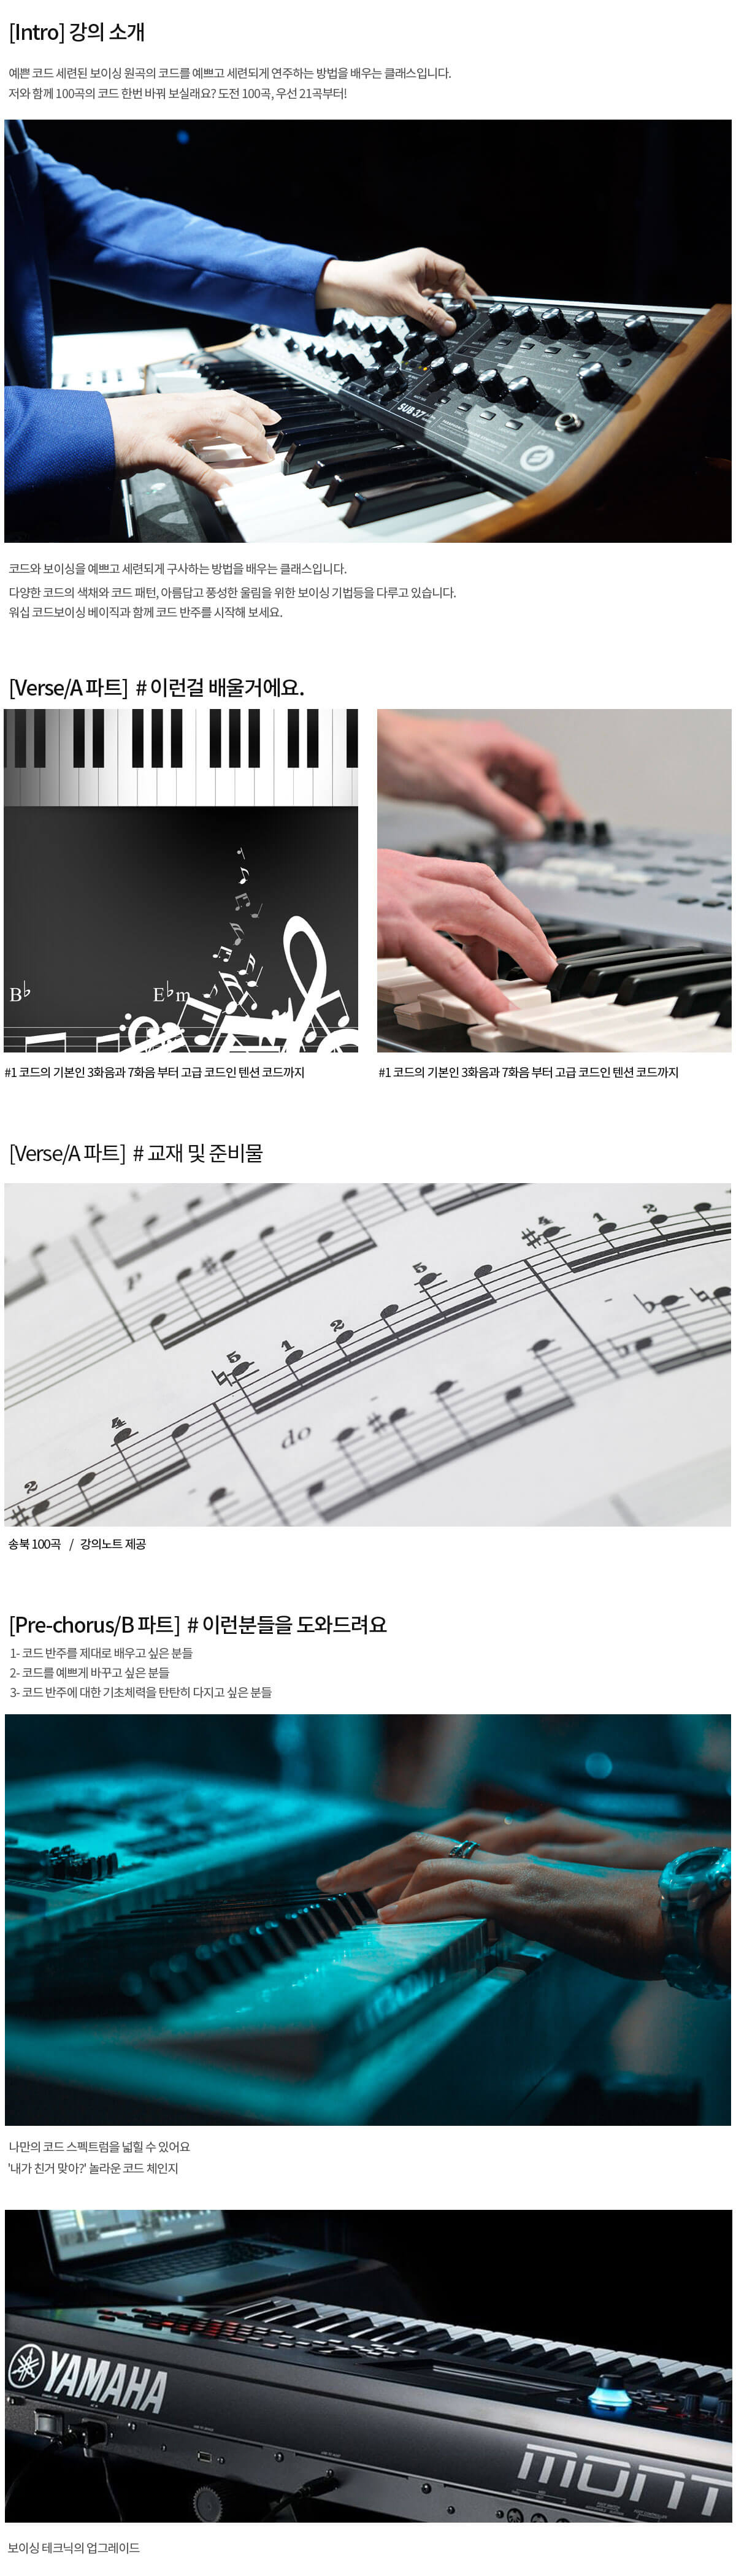 [Intro] 강의 소개
예쁜 코드 세련된 보이싱 원곡의 코드를 예쁘고 세련되게 연주하는 방법을 배우는 클래스입니다.
저와 함께 100곡의 코드 한번 바꿔 보실래요? 도전 100곡, 우선 21곡부터!
SUB 37
코드와 보이싱을 예쁘고 세련되게 구사하는 방법을 배우는 클래스입니다.
다양한 코드의 색채와 코드 패턴, 아름답고 풍성한 울림을 위한 보이싱 기법등을 다루고 있습니다.
워십 코드보이싱 베이직과 함께 코드 반주를 시작해 보세요.
[Verse/A 파트] # 이런걸 배울거에요.
B♭ E♭m
#1 코드의 기본인 3화음과 7화음 부터 고급 코드인 텐션 코드까지
#1 코드의 기본인 3화음과 7화음 부터 고급 코드인 텐션 코드까지
[Verse/A 파트] # 교재 및 준비물
4 1 2
p 5
5 1 2
4 do
2
송북 100곡 / 강의노트 제공
[Pre-chorus/B 파트] # 이런분들을 도와드려요
1- 코드 반주를 제대로 배우고 싶은 분들
2- 코드를 예쁘게 바꾸고 싶은 분들
3- 코드 반주에 대한 기초체력을 탄탄히 다지고 싶은 분들
나만의 코드 스펙트럼을 넓힐 수 있어요
'내가 친거 맞아?' 놀라운 코드 체인지
YAMAHA
MONT
보이싱 테크닉의 업그레이드